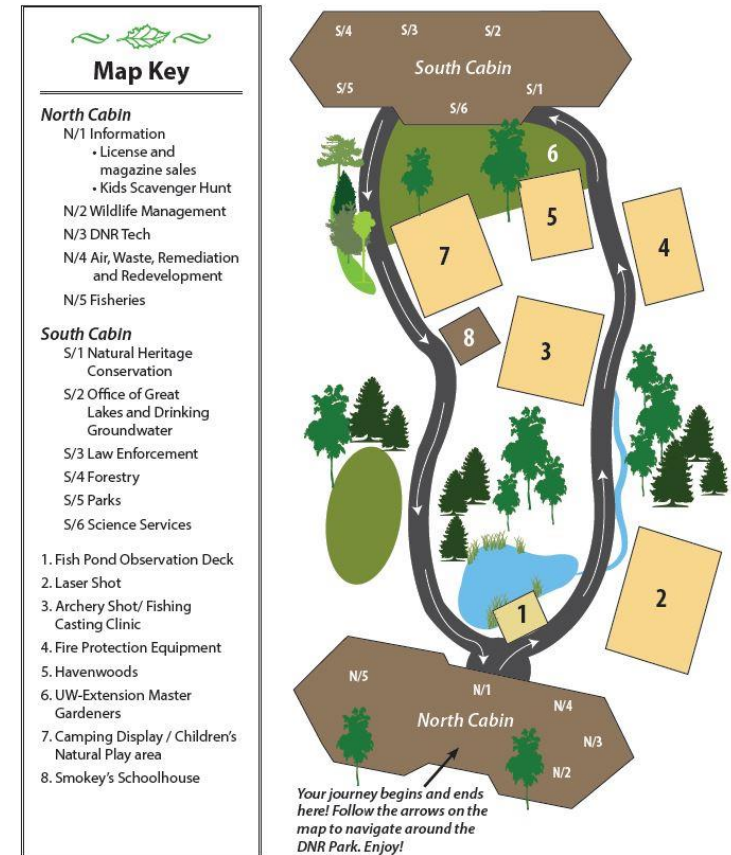 Map Key
North Cabin
N/1 Information
• License and
magazine sales
• Kids Scavenger Hunt
N/2 Wildlife Management
N/3 DNR Tech
N/4 Air, Waste, Remediation
and Redevelopment
N/5 Fisheries
South Cabin
S/1 Natural Heritage
Conservation
S/2 Office of Great
Lakes and Drinking
Groundwater
S/3 Law Enforcement
S/4 Forestry
S/5 Parks
S/6 Science Services
1. Fish Pond Observation Deck
2. Laser Shot
3. Archery Shot/ Fishing
Casting Clinic
4. Fire Protection Equipment
5. Havenwoods
6. UW-Extension Master
Gardeners
7. Camping Display / Children's
Natural Play area
8. Smokey's Schoolhouse
S/4 S/3 S/2
South Cabin
S/5 S/6 S/1
6
5
7
4
8
3
2
1
N/5 N/1 N/4
North Cabin
N/3
N/2
Your journey begins and ends
here! Follow the arrows on the
map to navigate around the
DNR Park. Enjoy!